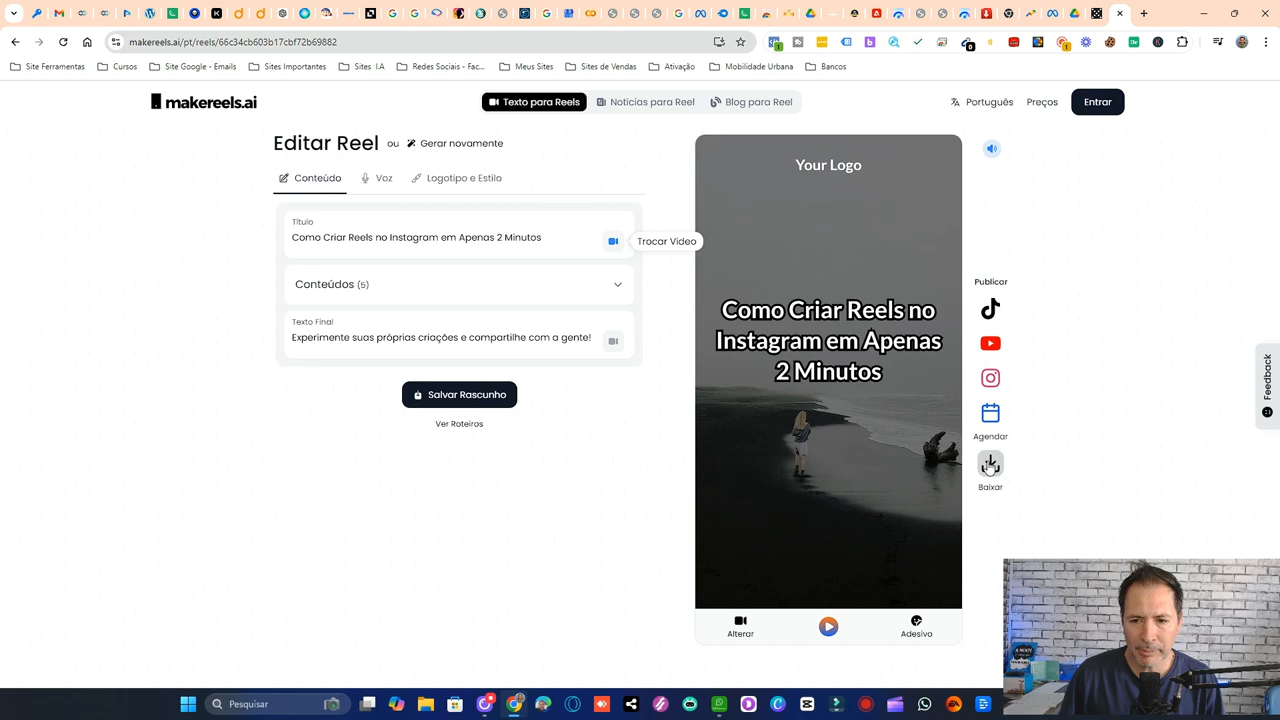 makereels.ai/pt/reels/66c34cb603b17cbf72b69882
Site Ferramentas
Cursos
Site Google - Emails
Sites Importantes
Sites I.A
Redes Sociais - Fac...
Meus Sites
Sites de Vendas
Ativação
Mobilidade Urbana
Bancos
makereels.ai
Texto para Reels
Notícias para Reel
Blog para Reel
Português
Preços
Entrar
Editar Reel ou Gerar novamente
Conteúdo
Voz
Logotipo e Estilo
Título
Como Criar Reels no Instagram em Apenas 2 Minutos
Trocar Vídeo
Conteúdos (5)
Texto Final
Experimente suas próprias criações e compartilhe com a gente!
Salvar Rascunho
Ver Roteiros
Your Logo
Como Criar Reels no
Instagram em Apenas
2 Minutos
Alterar
Adesivo
Publicar
Agendar
Baixar
Feedback
Pesquisar